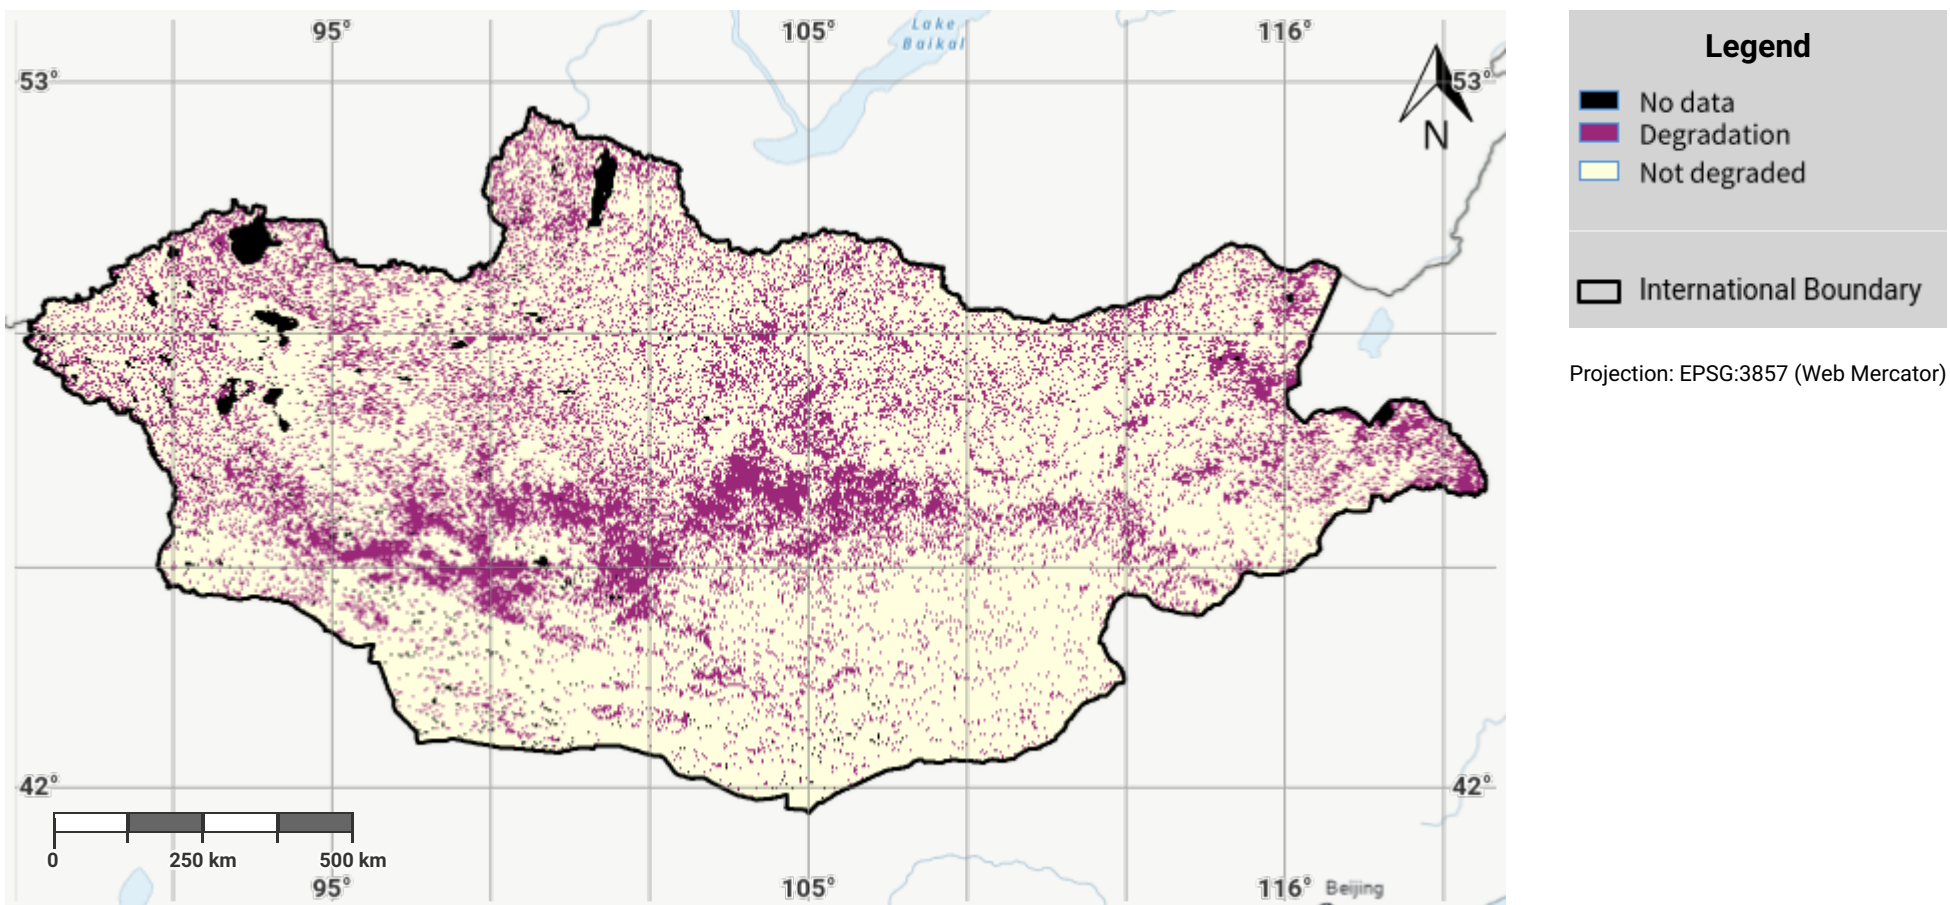 95°
105°
116°
Lake
Baikal
53°
53°
N
42°
42°
0
250 km
500 km
95°
105°
116°
Beijing
Legend
No data
Degradation
Not degraded
International Boundary
Projection: EPSG:3857 (Web Mercator)